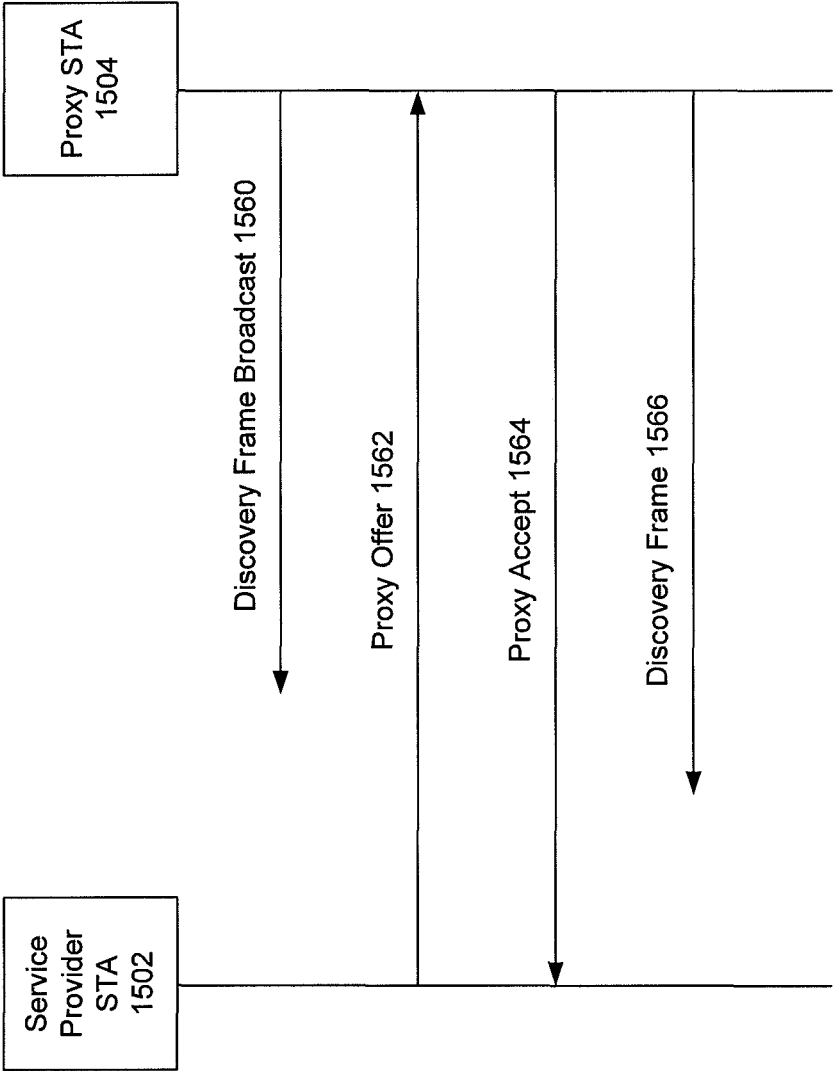 Service
Provider
STA
1502
Proxy STA
1504
Discovery Frame Broadcast 1560
Proxy Offer 1562
Proxy Accept 1564
Discovery Frame 1566